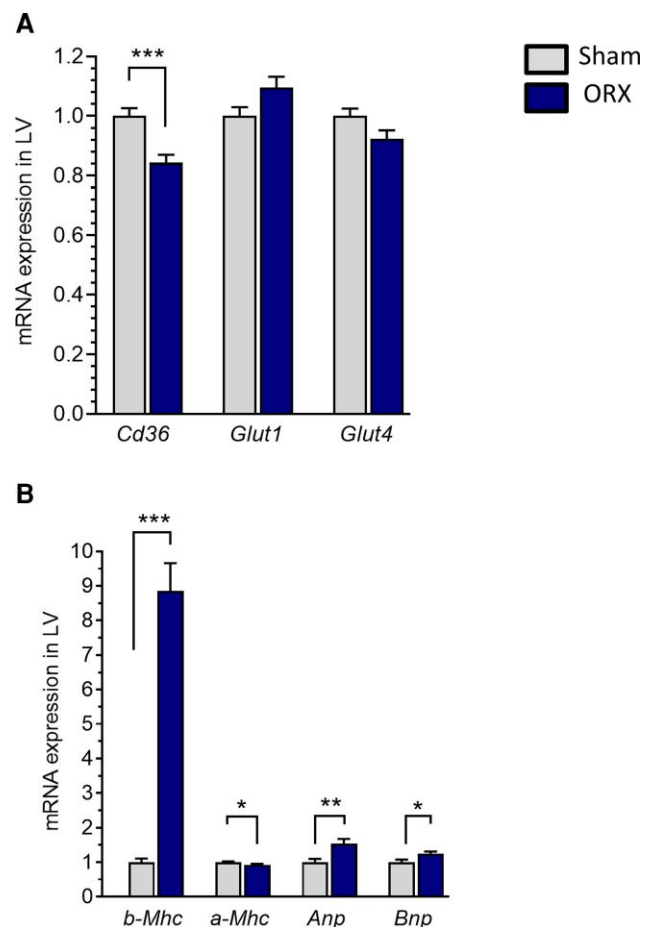 A
mRNA expression in LV
1.2
1.0
0.8
0.6
0.4
0.2
0.0
***
Cd36 Glut1 Glut4
Sham
ORX
B
mRNA expression in LV
10
9
8
7
6
5
4
3
2
1
0
***
*
**
*
b-Mhc a-Mhc Anp Bnp